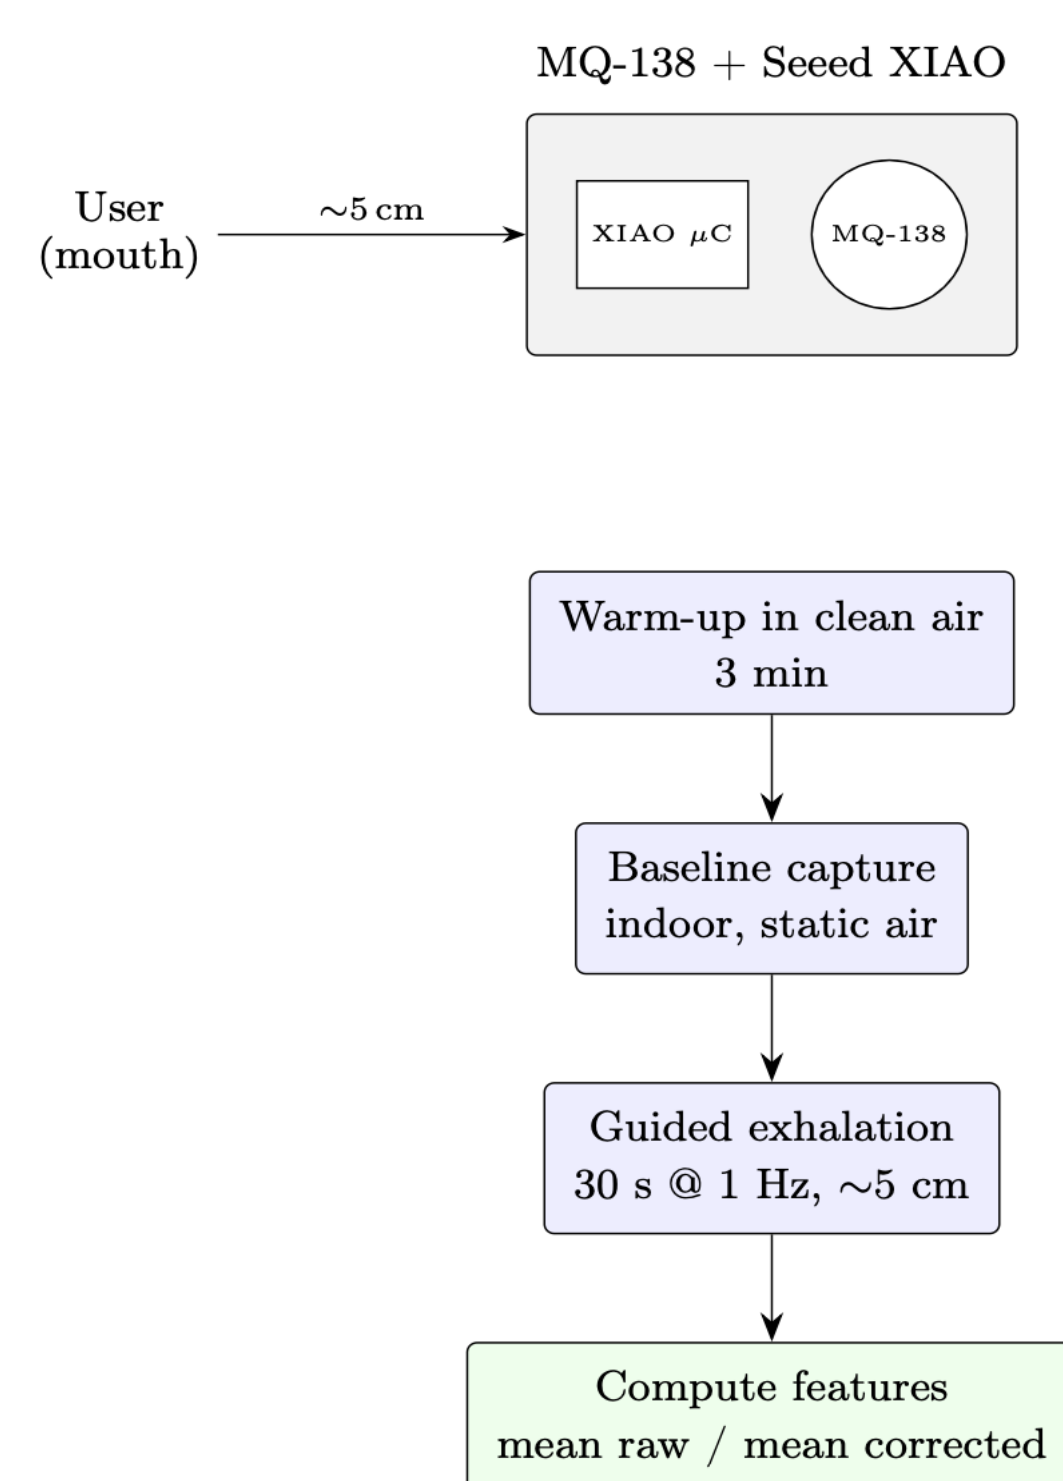 MQ-138 + Seeed XIAO
User
(mouth)
~5 cm
XIAO μC
MQ-138
Warm-up in clean air
3 min
Baseline capture
indoor, static air
Guided exhalation
30 s @ 1 Hz, ~5 cm
Compute features
mean raw / mean corrected